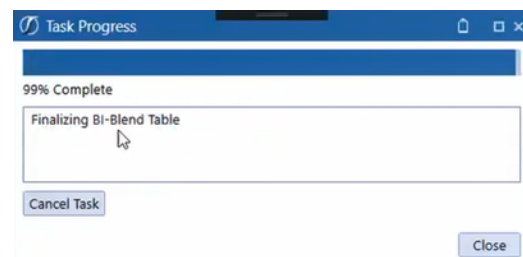 Task Progress
99% Complete
Finalizing BI-Blend Table
Cancel Task
Close